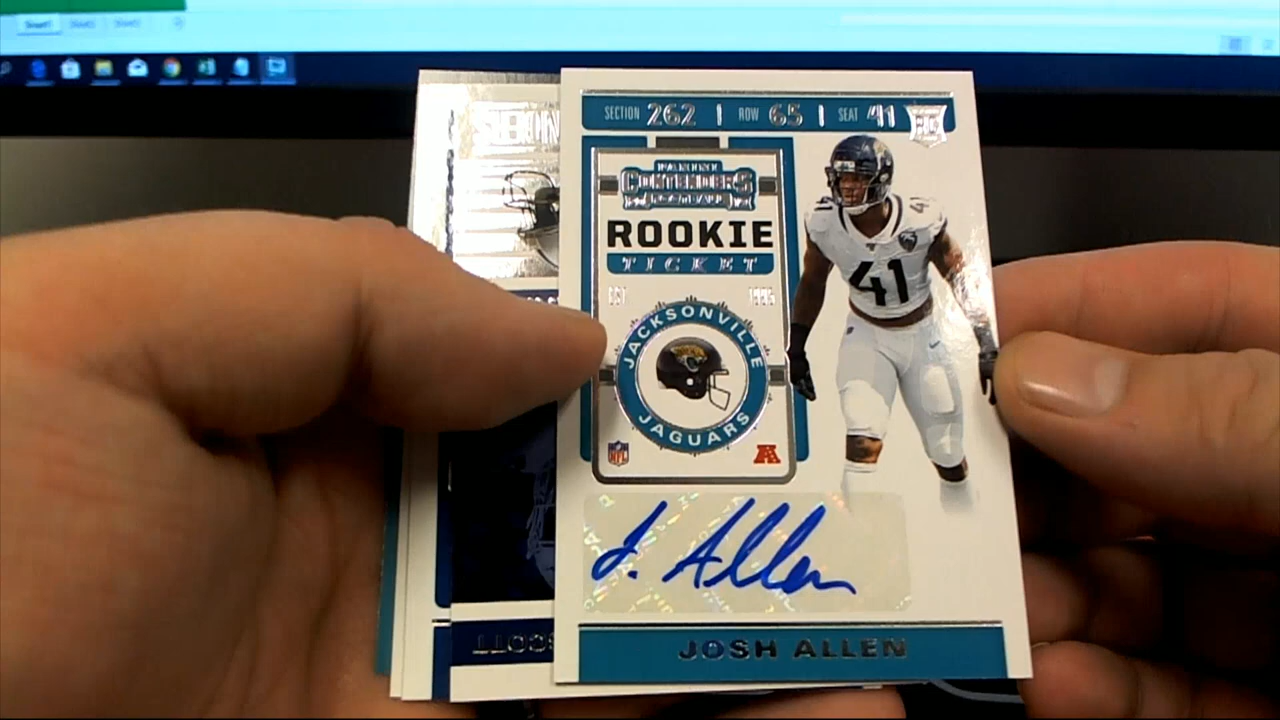 SECTION 262 | ROW 65 | SEAT 41
RC
PANINI
CONTENDERS
FOOTBALL
ROOKIE
TICKET
EST 1995
JACKSONVILLE
JAGUARS
NFL
41
J. Allen
JOSH ALLEN